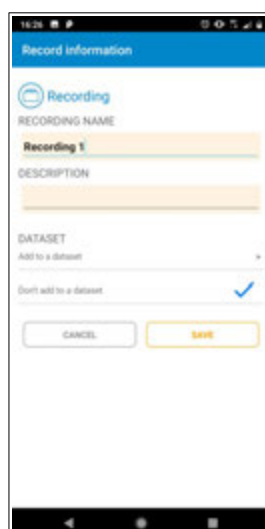 16:26
Record information
Recording
RECORDING NAME
Recording 1
DESCRIPTION
DATASET
Add to a dataset
Don't add to a dataset
CANCEL
SAVE